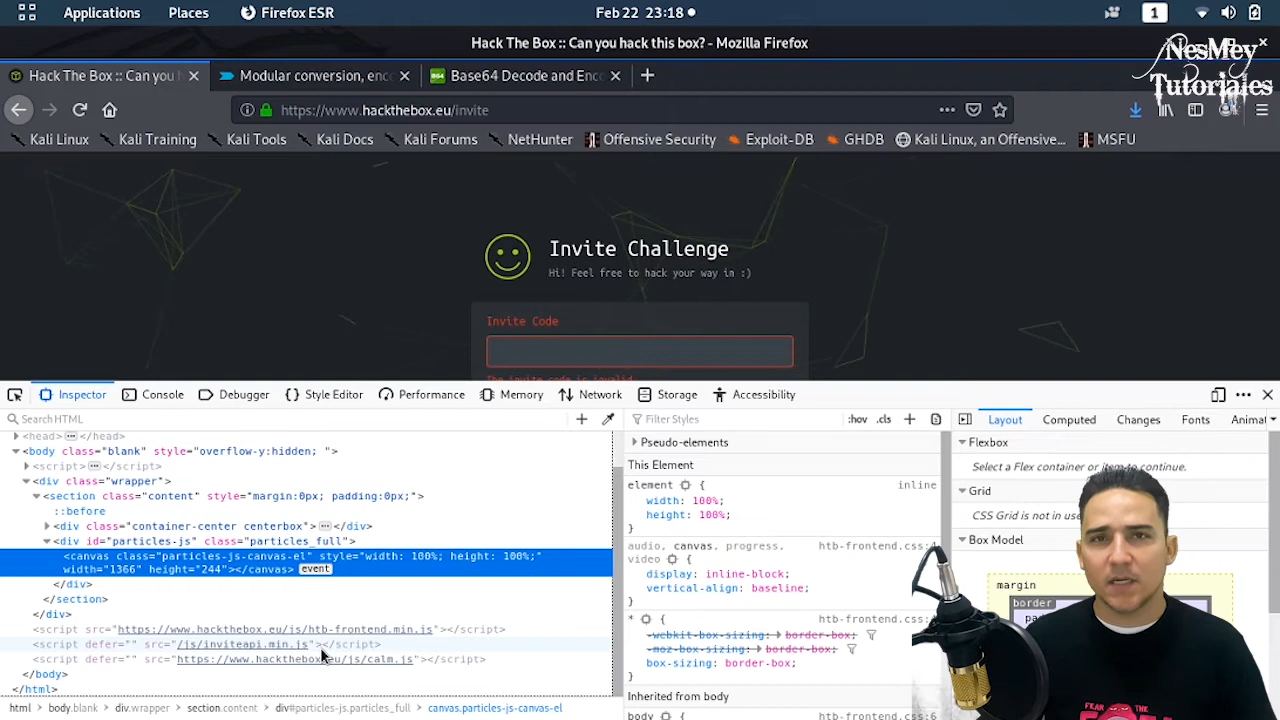 Applications Places Firefox ESR Feb 22 23:18 1
Hack The Box :: Can you hack this box? - Mozilla Firefox
NesMey
Tutoriales
Hack The Box :: Can you h Modular conversion, enc Base64 Decode and Enco
https://www.hackthebox.eu/invite
Kali Linux Kali Training Kali Tools Kali Docs Kali Forums NetHunter Offensive Security Exploit-DB GHDB Kali Linux, an Offensive... MSFU
Invite Challenge
Hi! Feel free to hack your way in :)
Invite Code
The invite code is invalid
Inspector Console Debugger Style Editor Performance Memory Network Storage Accessibility
Search HTML Filter Styles :hov .cls Layout Computed Changes Fonts Animat
<head></head>
<body class="blank" style="overflow-y:hidden; ">
<script></script>
<div class="wrapper">
<section class="content" style="margin:0px; padding:0px;">
::before
<div class="container-center centerbox"></div>
<div id="particles-js" class="particles_full">
<canvas class="particles-js-canvas-el" style="width: 100%; height: 100%;"
width="1366" height="244"></canvas> event
</div>
</section>
</div>
<script src="https://www.hackthebox.eu/js/htb-frontend.min.js"></script>
<script defer="" src="/js/inviteapi.min.js"></script>
<script defer="" src="https://www.hackthebox.eu/js/calm.js"></script>
</body>
</html>
html body.blank div.wrapper section.content div#particles-js.particles_full canvas.particles-js-canvas-el
Pseudo-elements
This Element
element { inline
width: 100%;
height: 100%;
}
audio, canvas, progress, htb-frontend.css:4
video {
display: inline-block;
vertical-align: baseline;
}
* { htb-frontend.css:
-webkit-box-sizing: border-box;
-moz-box-sizing: border-box;
box-sizing: border-box;
}
Inherited from body
body { htb-frontend.css:6
Flexbox
Select a Flex container or item to continue.
Grid
CSS Grid is not in use
Box Model
margin
border
FEAR